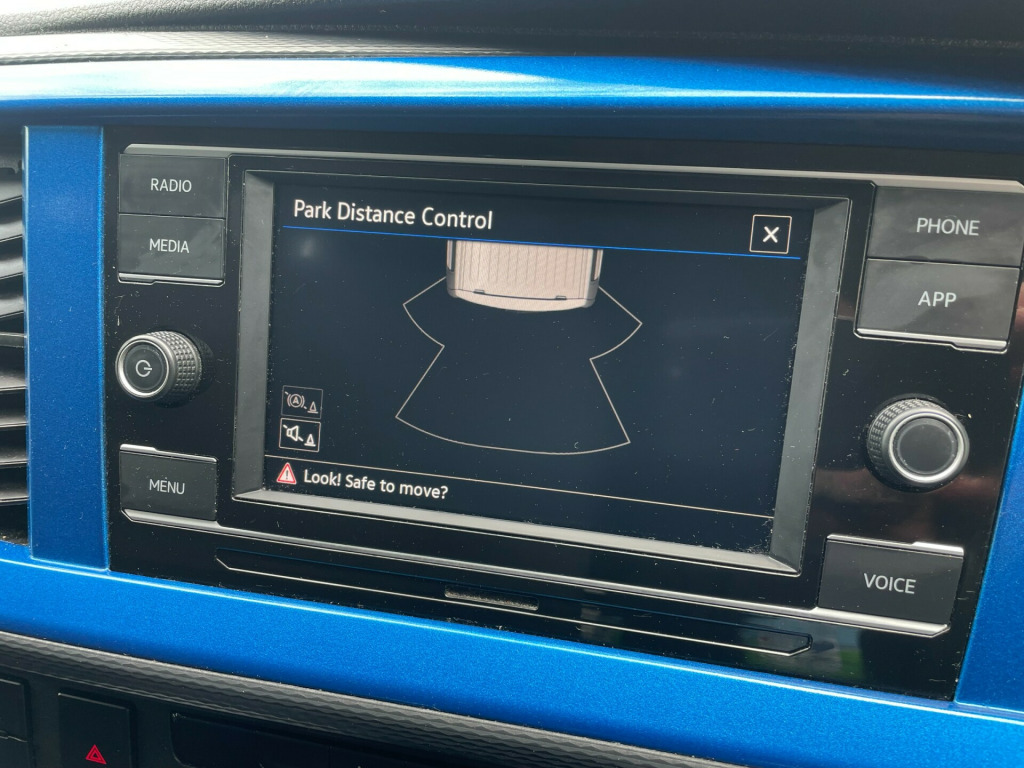 RADIO
MEDIA
MENU
Park Distance Control
X
Look! Safe to move?
PHONE
APP
VOICE